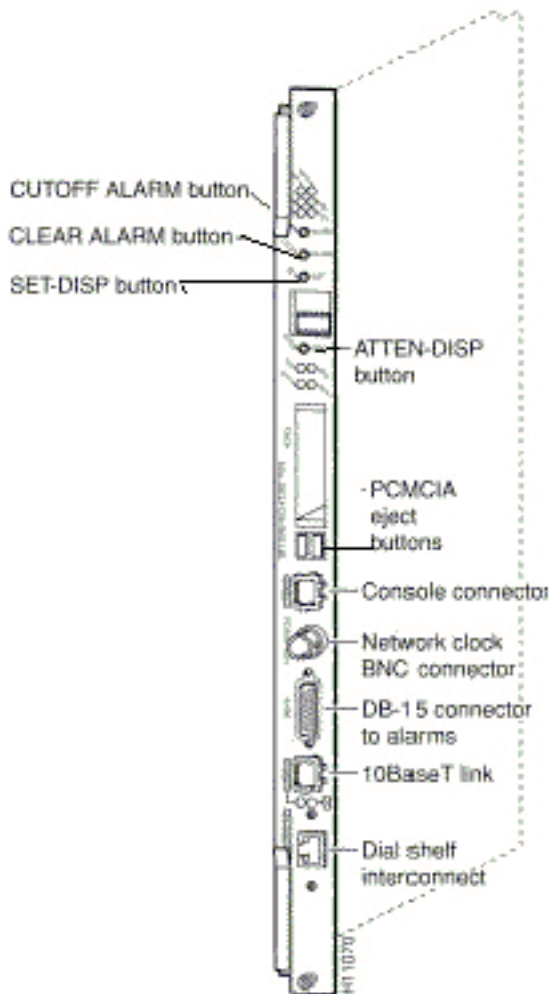 CUTOFF ALARM button
CLEAR ALARM button
SET-DISP button
ATTEN-DISP
button
-PCMCIA
eject
buttons
Console connector
Network clock
BNC connector
DB-15 connector
to alarms
10BaseT link
Dial shelf
interconnect
H11070